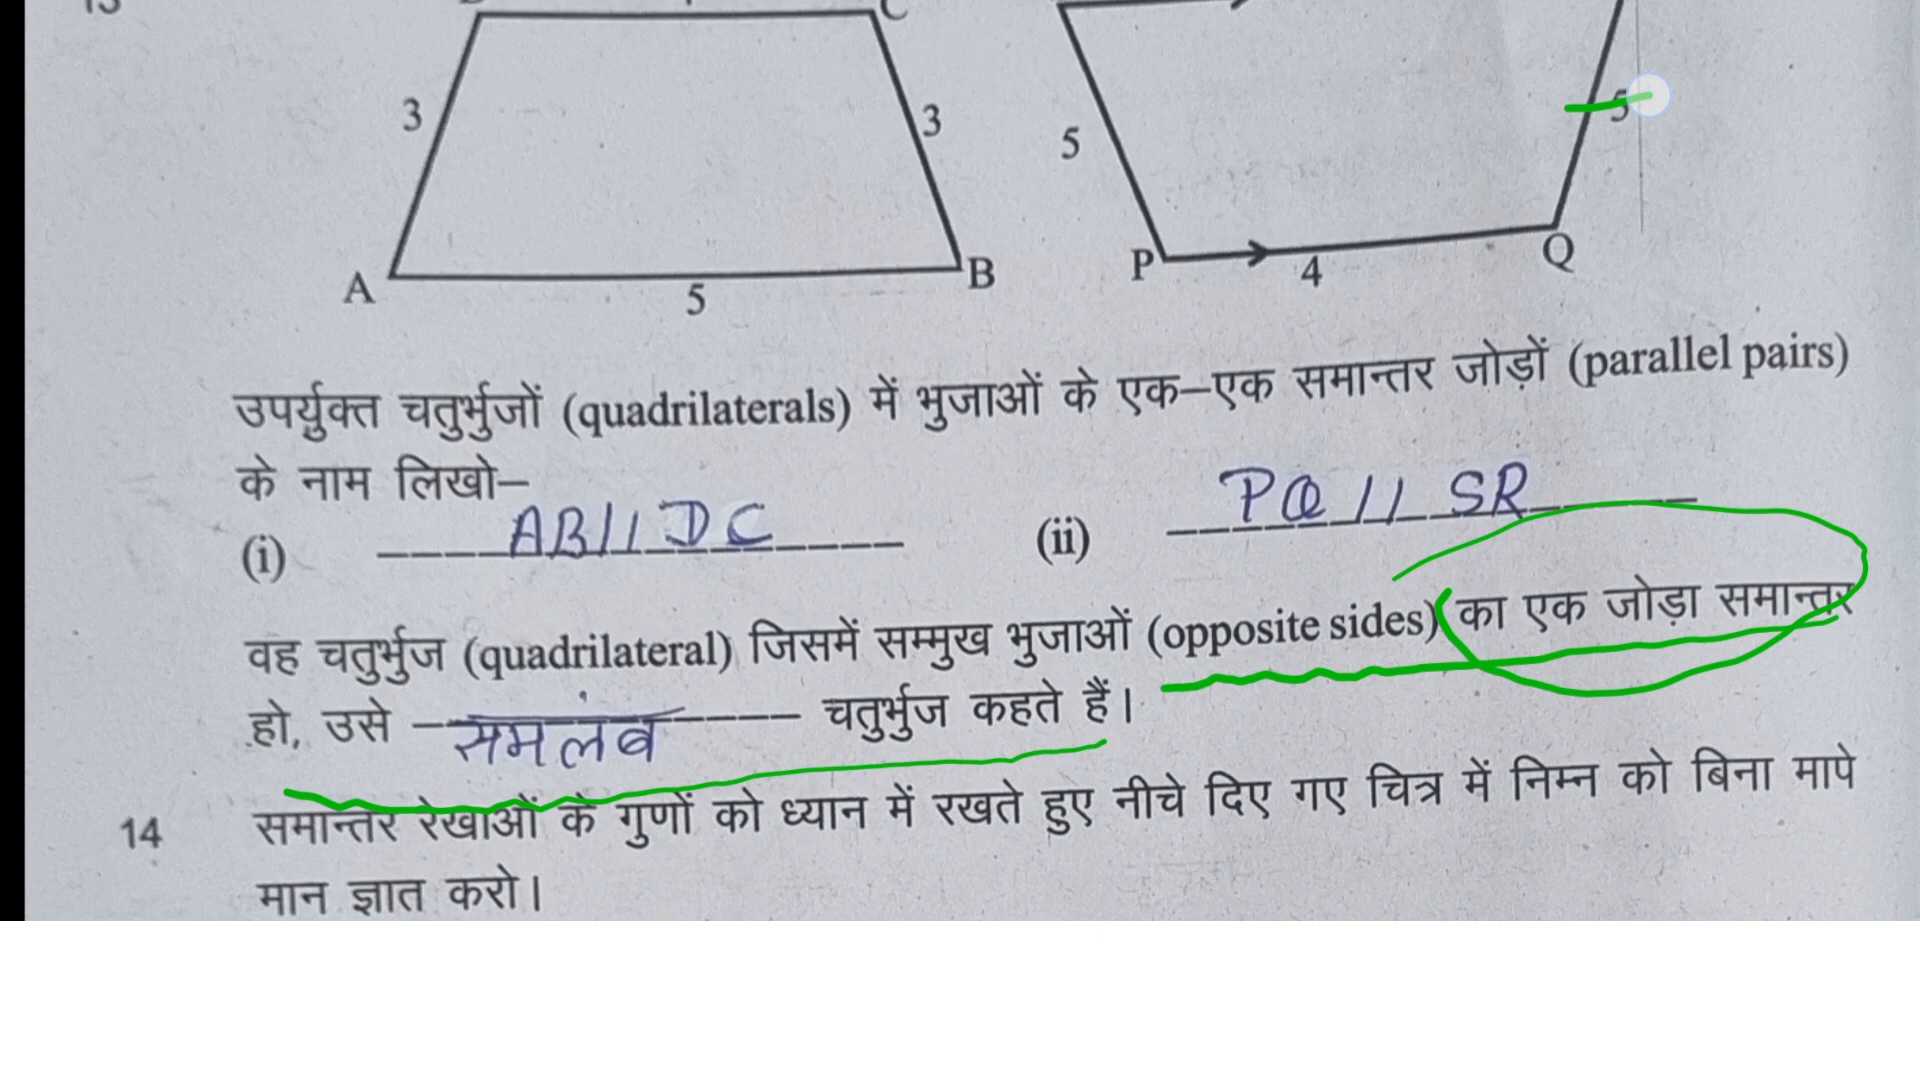 13
C
3
3
5
5
A
B
5
P
Q
4
उपर्युक्त चतुर्भुजों (quadrilaterals) में भुजाओं के एक–एक समान्तर जोड़ों (parallel pairs)
के नाम लिखो–
(i) AB || DC (ii) PQ || SR
वह चतुर्भुज (quadrilateral) जिसमें सम्मुख भुजाओं (opposite sides) का एक जोड़ा समान्तर
हो, उसे समलंब चतुर्भुज कहते हैं।
14 समान्तर रेखाओं के गुणों को ध्यान में रखते हुए नीचे दिए गए चित्र में निम्न को बिना मापे
मान ज्ञात करो।